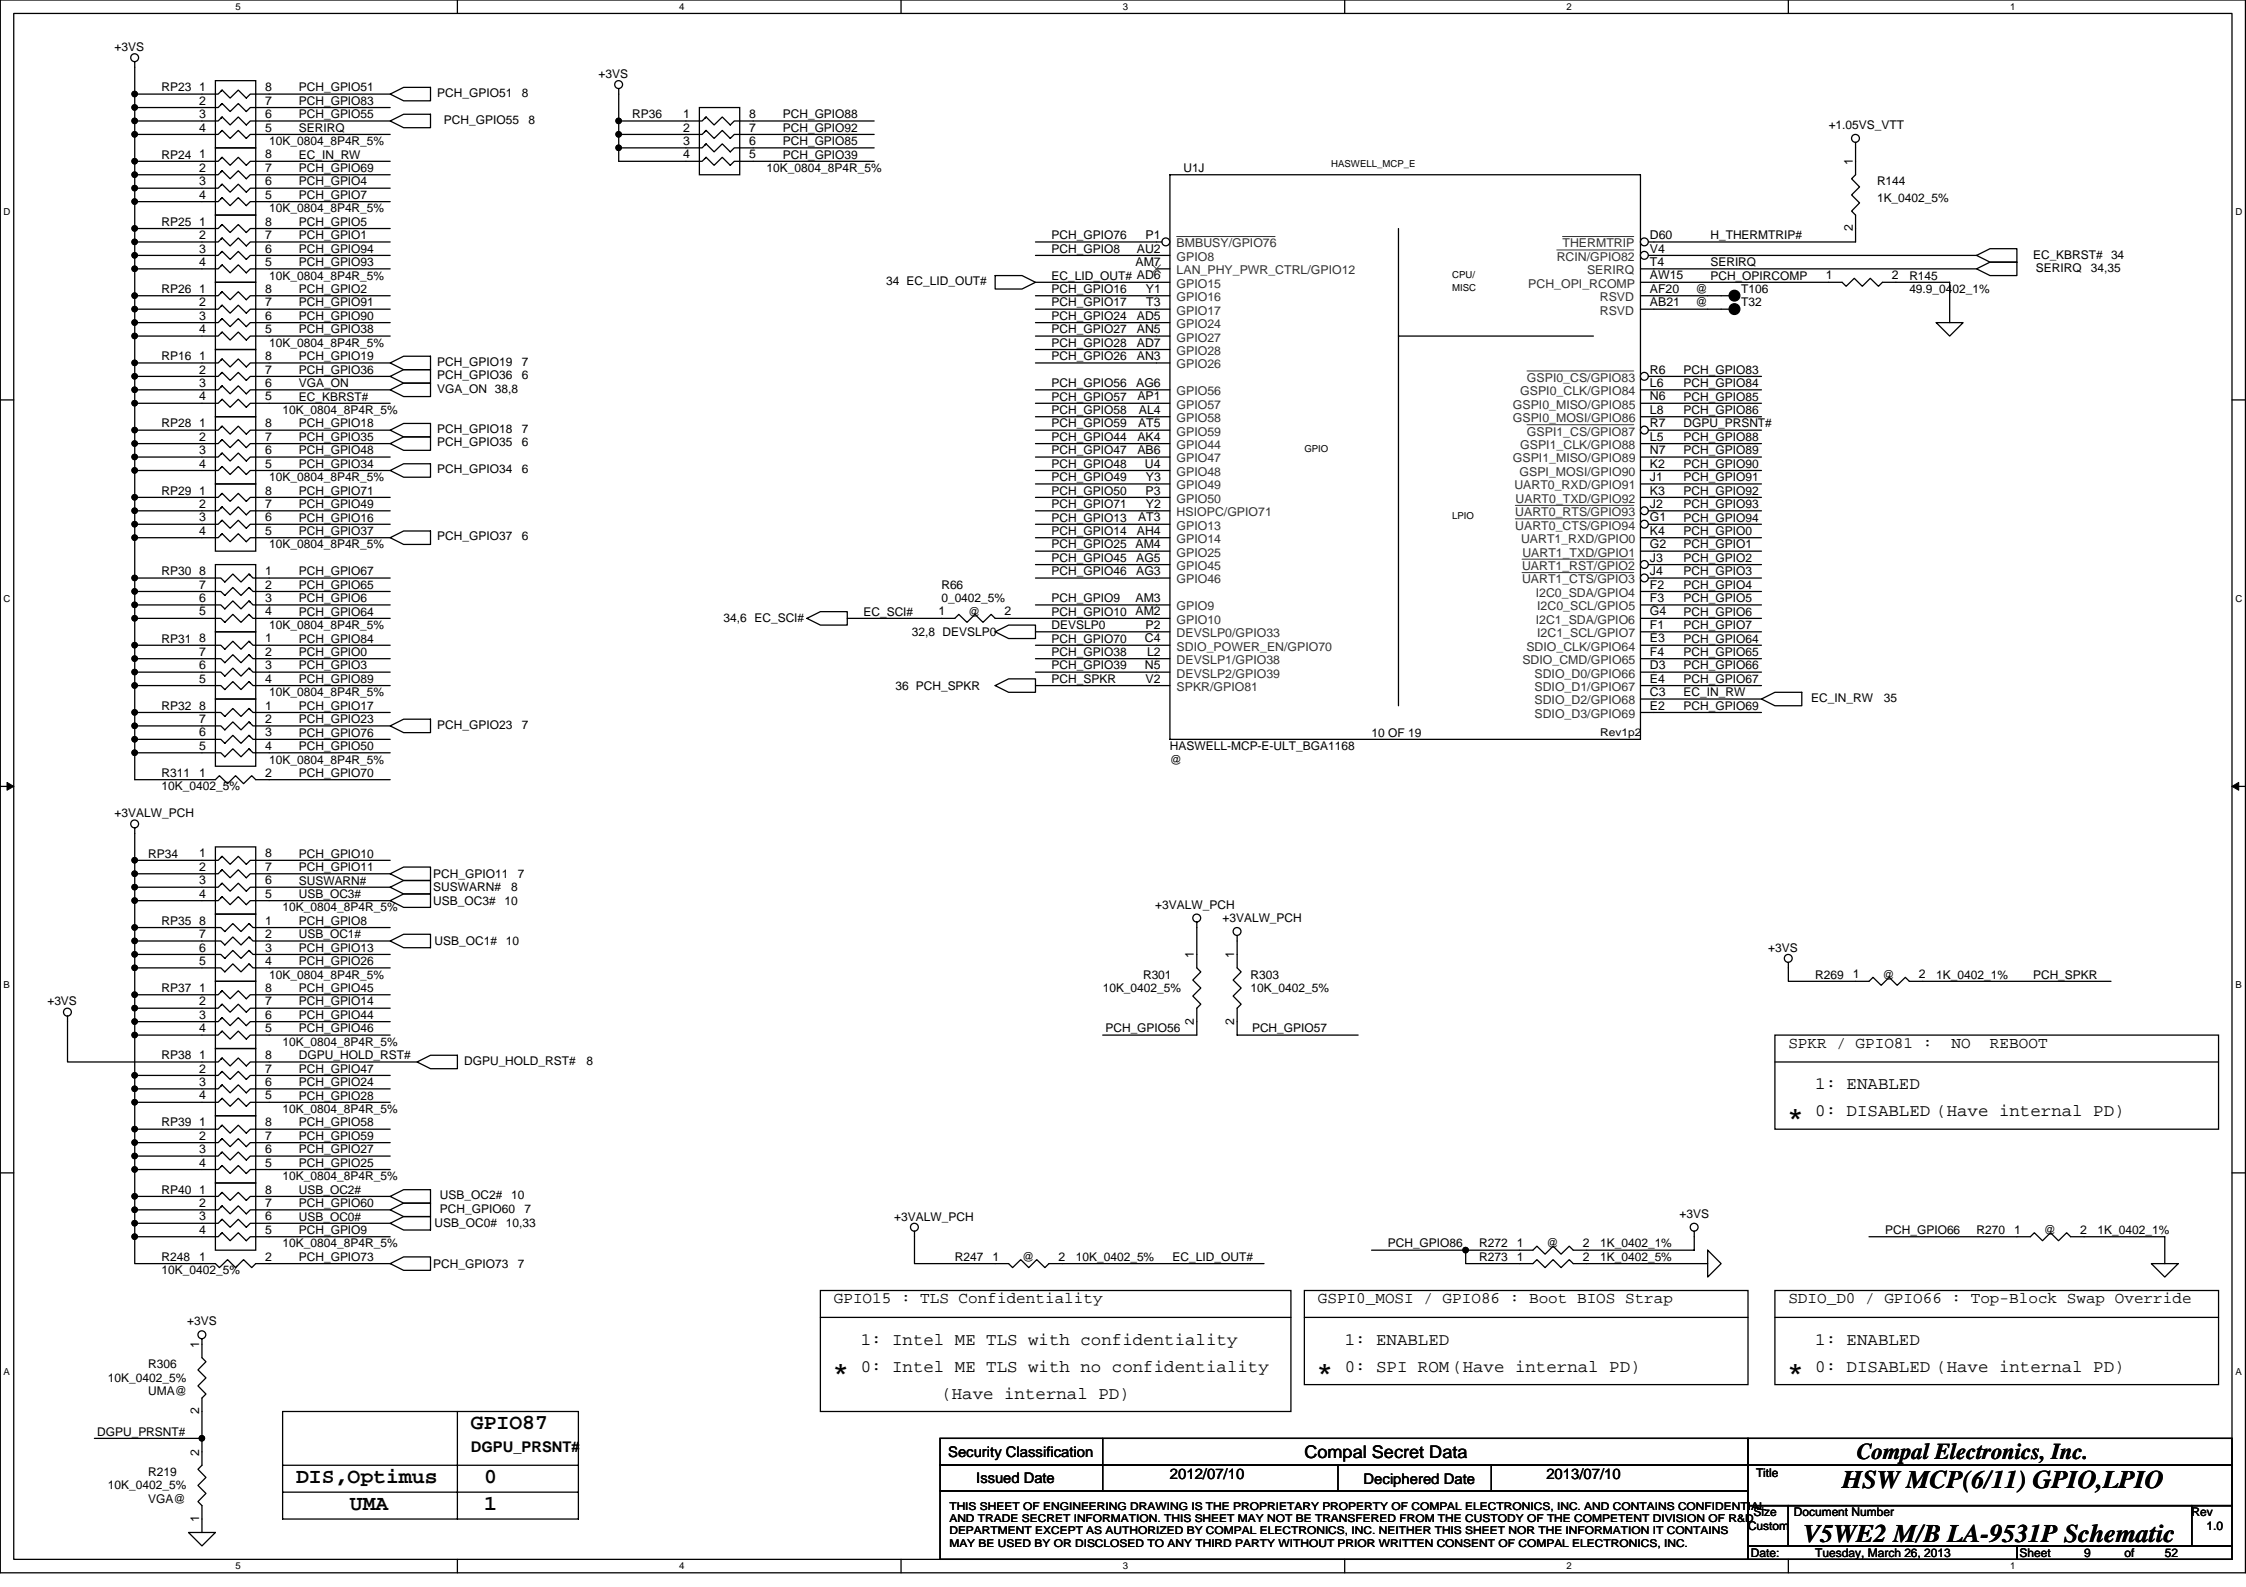 5 4 3 2 1
D D
C C
B B
A A
+3VS
RP23 1 8 PCH_GPIO51 PCH_GPIO51 8
2 7 PCH_GPIO83
3 6 PCH_GPIO55 PCH_GPIO55 8
4 5 SERIRQ
10K_0804_8P4R_5%
RP24 1 8 EC_IN_RW
2 7 PCH_GPIO69
3 6 PCH_GPIO4
4 5 PCH_GPIO7
10K_0804_8P4R_5%
RP25 1 8 PCH_GPIO5
2 7 PCH_GPIO1
3 6 PCH_GPIO94
4 5 PCH_GPIO93
10K_0804_8P4R_5%
RP26 1 8 PCH_GPIO2
2 7 PCH_GPIO91
3 6 PCH_GPIO90
4 5 PCH_GPIO38
10K_0804_8P4R_5%
RP16 1 8 PCH_GPIO19 PCH_GPIO19 7
2 7 PCH_GPIO36 PCH_GPIO36 6
3 6 VGA_ON VGA_ON 38,8
4 5 EC_KBRST#
10K_0804_8P4R_5%
RP28 1 8 PCH_GPIO18 PCH_GPIO18 7
2 7 PCH_GPIO35 PCH_GPIO35 6
3 6 PCH_GPIO48
4 5 PCH_GPIO34 PCH_GPIO34 6
10K_0804_8P4R_5%
RP29 1 8 PCH_GPIO71
2 7 PCH_GPIO49
3 6 PCH_GPIO16
4 5 PCH_GPIO37 PCH_GPIO37 6
10K_0804_8P4R_5%
RP30 8 1 PCH_GPIO67
7 2 PCH_GPIO65
6 3 PCH_GPIO6
5 4 PCH_GPIO64
10K_0804_8P4R_5%
RP31 8 1 PCH_GPIO84
7 2 PCH_GPIO0
6 3 PCH_GPIO3
5 4 PCH_GPIO89
10K_0804_8P4R_5%
RP32 8 1 PCH_GPIO17
7 2 PCH_GPIO23 PCH_GPIO23 7
6 3 PCH_GPIO76
5 4 PCH_GPIO50
10K_0804_8P4R_5%
R311 1 2 PCH_GPIO70
10K_0402_5%
+3VS
RP36 1 8 PCH_GPIO88
2 7 PCH_GPIO92
3 6 PCH_GPIO85
4 5 PCH_GPIO39
10K_0804_8P4R_5%
U1J HASWELL_MCP_E
PCH_GPIO76 P1 BMBUSY/GPIO76
PCH_GPIO8 AU2 GPIO8
AM7 LAN_PHY_PWR_CTRL/GPIO12
34 EC_LID_OUT# EC_LID_OUT# AD6 GPIO15
PCH_GPIO16 Y1 GPIO16
PCH_GPIO17 T3 GPIO17
PCH_GPIO24 AD5 GPIO24
PCH_GPIO27 AN5 GPIO27
PCH_GPIO28 AD7 GPIO28
PCH_GPIO26 AN3 GPIO26
PCH_GPIO56 AG6 GPIO56
PCH_GPIO57 AP1 GPIO57
PCH_GPIO58 AL4 GPIO58
PCH_GPIO59 AT5 GPIO59
PCH_GPIO44 AK4 GPIO44
PCH_GPIO47 AB6 GPIO47
PCH_GPIO48 U4 GPIO48
PCH_GPIO49 Y3 GPIO49
PCH_GPIO50 P3 GPIO50
PCH_GPIO71 Y2 HSIOPC/GPIO71
PCH_GPIO13 AT3 GPIO13
PCH_GPIO14 AH4 GPIO14
PCH_GPIO25 AM4 GPIO25
PCH_GPIO45 AG5 GPIO45
PCH_GPIO46 AG3 GPIO46
R66
0_0402_5%
PCH_GPIO9 AM3 GPIO9
34,6 EC_SCI# EC_SCI# 1 @ 2 PCH_GPIO10 AM2 GPIO10
32,8 DEVSLP0 DEVSLP0 P2 DEVSLP0/GPIO33
PCH_GPIO70 C4 SDIO_POWER_EN/GPIO70
PCH_GPIO38 L2 DEVSLP1/GPIO38
PCH_GPIO39 N5 DEVSLP2/GPIO39
36 PCH_SPKR PCH_SPKR V2 SPKR/GPIO81
CPU/
MISC
GPIO
LPIO
10 OF 19 Rev1p2
HASWELL-MCP-E-ULT_BGA1168
@
+1.05VS_VTT
1
R144
1K_0402_5%
2
THERMTRIP D60 H_THERMTRIP#
RCIN/GPIO82 V4 EC_KBRST# 34
SERIRQ T4 SERIRQ SERIRQ 34,35
PCH_OPI_RCOMP AW15 PCH_OPIRCOMP 1 2 R145
49.9_0402_1%
RSVD AF20 @ T106
RSVD AB21 @ T32
GSPI0_CS/GPIO83 R6 PCH_GPIO83
GSPI0_CLK/GPIO84 L6 PCH_GPIO84
GSPI0_MISO/GPIO85 N6 PCH_GPIO85
GSPI0_MOSI/GPIO86 L8 PCH_GPIO86
GSPI1_CS/GPIO87 R7 DGPU_PRSNT#
GSPI1_CLK/GPIO88 L5 PCH_GPIO88
GSPI1_MISO/GPIO89 N7 PCH_GPIO89
GSPI_MOSI/GPIO90 K2 PCH_GPIO90
UART0_RXD/GPIO91 J1 PCH_GPIO91
UART0_TXD/GPIO92 K3 PCH_GPIO92
UART0_RTS/GPIO93 J2 PCH_GPIO93
UART0_CTS/GPIO94 G1 PCH_GPIO94
UART1_RXD/GPIO0 K4 PCH_GPIO0
UART1_TXD/GPIO1 G2 PCH_GPIO1
UART1_RST/GPIO2 J3 PCH_GPIO2
UART1_CTS/GPIO3 J4 PCH_GPIO3
I2C0_SDA/GPIO4 F2 PCH_GPIO4
I2C0_SCL/GPIO5 F3 PCH_GPIO5
I2C1_SDA/GPIO6 G4 PCH_GPIO6
I2C1_SCL/GPIO7 F1 PCH_GPIO7
SDIO_CLK/GPIO64 E3 PCH_GPIO64
SDIO_CMD/GPIO65 F4 PCH_GPIO65
SDIO_D0/GPIO66 D3 PCH_GPIO66
SDIO_D1/GPIO67 E4 PCH_GPIO67
SDIO_D2/GPIO68 C3 EC_IN_RW EC_IN_RW 35
SDIO_D3/GPIO69 E2 PCH_GPIO69
+3VALW_PCH
RP34 1 8 PCH_GPIO10
2 7 PCH_GPIO11 PCH_GPIO11 7
3 6 SUSWARN# SUSWARN# 8
4 5 USB_OC3# USB_OC3# 10
10K_0804_8P4R_5%
RP35 8 1 PCH_GPIO8
7 2 USB_OC1# USB_OC1# 10
6 3 PCH_GPIO13
5 4 PCH_GPIO26
10K_0804_8P4R_5%
RP37 1 8 PCH_GPIO45
2 7 PCH_GPIO14
3 6 PCH_GPIO44
4 5 PCH_GPIO46
10K_0804_8P4R_5%
+3VS
RP38 1 8 DGPU_HOLD_RST# DGPU_HOLD_RST# 8
2 7 PCH_GPIO47
3 6 PCH_GPIO24
4 5 PCH_GPIO28
10K_0804_8P4R_5%
RP39 1 8 PCH_GPIO58
2 7 PCH_GPIO59
3 6 PCH_GPIO27
4 5 PCH_GPIO25
10K_0804_8P4R_5%
RP40 1 8 USB_OC2# USB_OC2# 10
2 7 PCH_GPIO60 PCH_GPIO60 7
3 6 USB_OC0# USB_OC0# 10,33
4 5 PCH_GPIO9
10K_0804_8P4R_5%
R248 1 2 PCH_GPIO73 PCH_GPIO73 7
10K_0402_5%
+3VALW_PCH +3VALW_PCH
1 1
R301 R303
10K_0402_5% 10K_0402_5%
2 2
PCH_GPIO56 PCH_GPIO57
+3VS
R269 1 @ 2 1K_0402_1% PCH_SPKR
SPKR / GPIO81 : NO REBOOT
1: ENABLED
* 0: DISABLED (Have internal PD)
+3VALW_PCH
R247 1 @ 2 10K_0402_5% EC_LID_OUT#
GPIO15 : TLS Confidentiality
1: Intel ME TLS with confidentiality
* 0: Intel ME TLS with no confidentiality
(Have internal PD)
+3VS
PCH_GPIO86 R272 1 @ 2 1K_0402_1%
R273 1 2 1K_0402_5%
GSPI0_MOSI / GPIO86 : Boot BIOS Strap
1: ENABLED
* 0: SPI ROM (Have internal PD)
PCH_GPIO66 R270 1 @ 2 1K_0402_1%
SDIO_D0 / GPIO66 : Top-Block Swap Override
1: ENABLED
* 0: DISABLED (Have internal PD)
+3VS
1
R306
10K_0402_5%
UMA@
2
DGPU_PRSNT#
2
R219
10K_0402_5%
VGA@
1
GPIO87
DGPU_PRSNT#
DIS,Optimus 0
UMA 1
Security Classification Compal Secret Data
Issued Date 2012/07/10 Deciphered Date 2013/07/10
THIS SHEET OF ENGINEERING DRAWING IS THE PROPRIETARY PROPERTY OF COMPAL ELECTRONICS, INC. AND CONTAINS CONFIDENTIAL
AND TRADE SECRET INFORMATION. THIS SHEET MAY NOT BE TRANSFERED FROM THE CUSTODY OF THE COMPETENT DIVISION OF R&D
DEPARTMENT EXCEPT AS AUTHORIZED BY COMPAL ELECTRONICS, INC. NEITHER THIS SHEET NOR THE INFORMATION IT CONTAINS
MAY BE USED BY OR DISCLOSED TO ANY THIRD PARTY WITHOUT PRIOR WRITTEN CONSENT OF COMPAL ELECTRONICS, INC.
Compal Electronics, Inc.
Title HSW MCP(6/11) GPIO,LPIO
Size Document Number Rev
Custom V5WE2 M/B LA-9531P Schematic 1.0
Date: Tuesday, March 26, 2013 Sheet 9 of 52
5 4 3 2 1